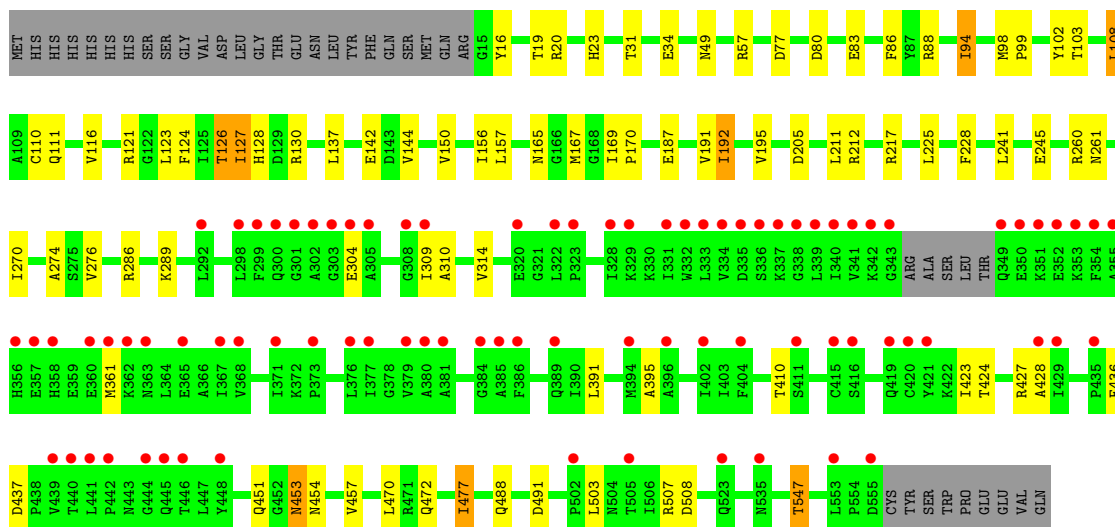 MET HIS HIS HIS HIS HIS HIS SER SER GLY VAL ASP LEU GLY THR GLU ASN LEU TYR PHE GLN SER MET GLN ARG G15 Y16 T19 R20 H23 T31 E34 N49 R57 D77 D80 E83 F86 Y87 R88 I94 M98 P99 Y102 T103
A109 C110 Q111 V116 R121 G122 L123 F124 I125 T126 I127 H128 D129 R130 L137 E142 D143 V144 V150 I156 L157 N165 G166 M167 G168 I169 P170 E187 V191 I192 V195 D205 L211 R212 R217 L225 F228 L241 E245 R260 N261
I270 A274 S275 V276 R286 K289 L292 L298 F299 Q300 G301 A302 G303 E304 A305 G308 I309 A310 V314 E320 G321 L322 P323 I328 K329 K330 I331 W332 L333 V334 D335 S336 K337 G338 L339 I340 V341 K342 G343 ARG ALA SER LEU THR Q349 E350 K351 E352 K353 F354 A355
H356 E357 H358 E359 E360 M361 K362 N363 L364 E365 A366 I367 V368 I371 K372 P373 L376 I377 G378 V379 A380 A381 G384 A385 F386 Q389 I390 L391 M394 A395 A396 I402 I403 F404 T410 S411 C415 S416 Q419 C420 Y421 K422 I423 T424 R427 A428 I429 P435
D437 P438 V439 T440 L441 P442 N443 G444 Q445 T446 L447 Y448 Q451 G452 N453 N454 V457 L470 R471 Q472 I477 Q488 D491 P502 L503 N504 T505 I506 R507 D508 Q523 N535 T547 L553 P554 D555 CYS TYR SER TRP PRO GLU GLU VAL GLN